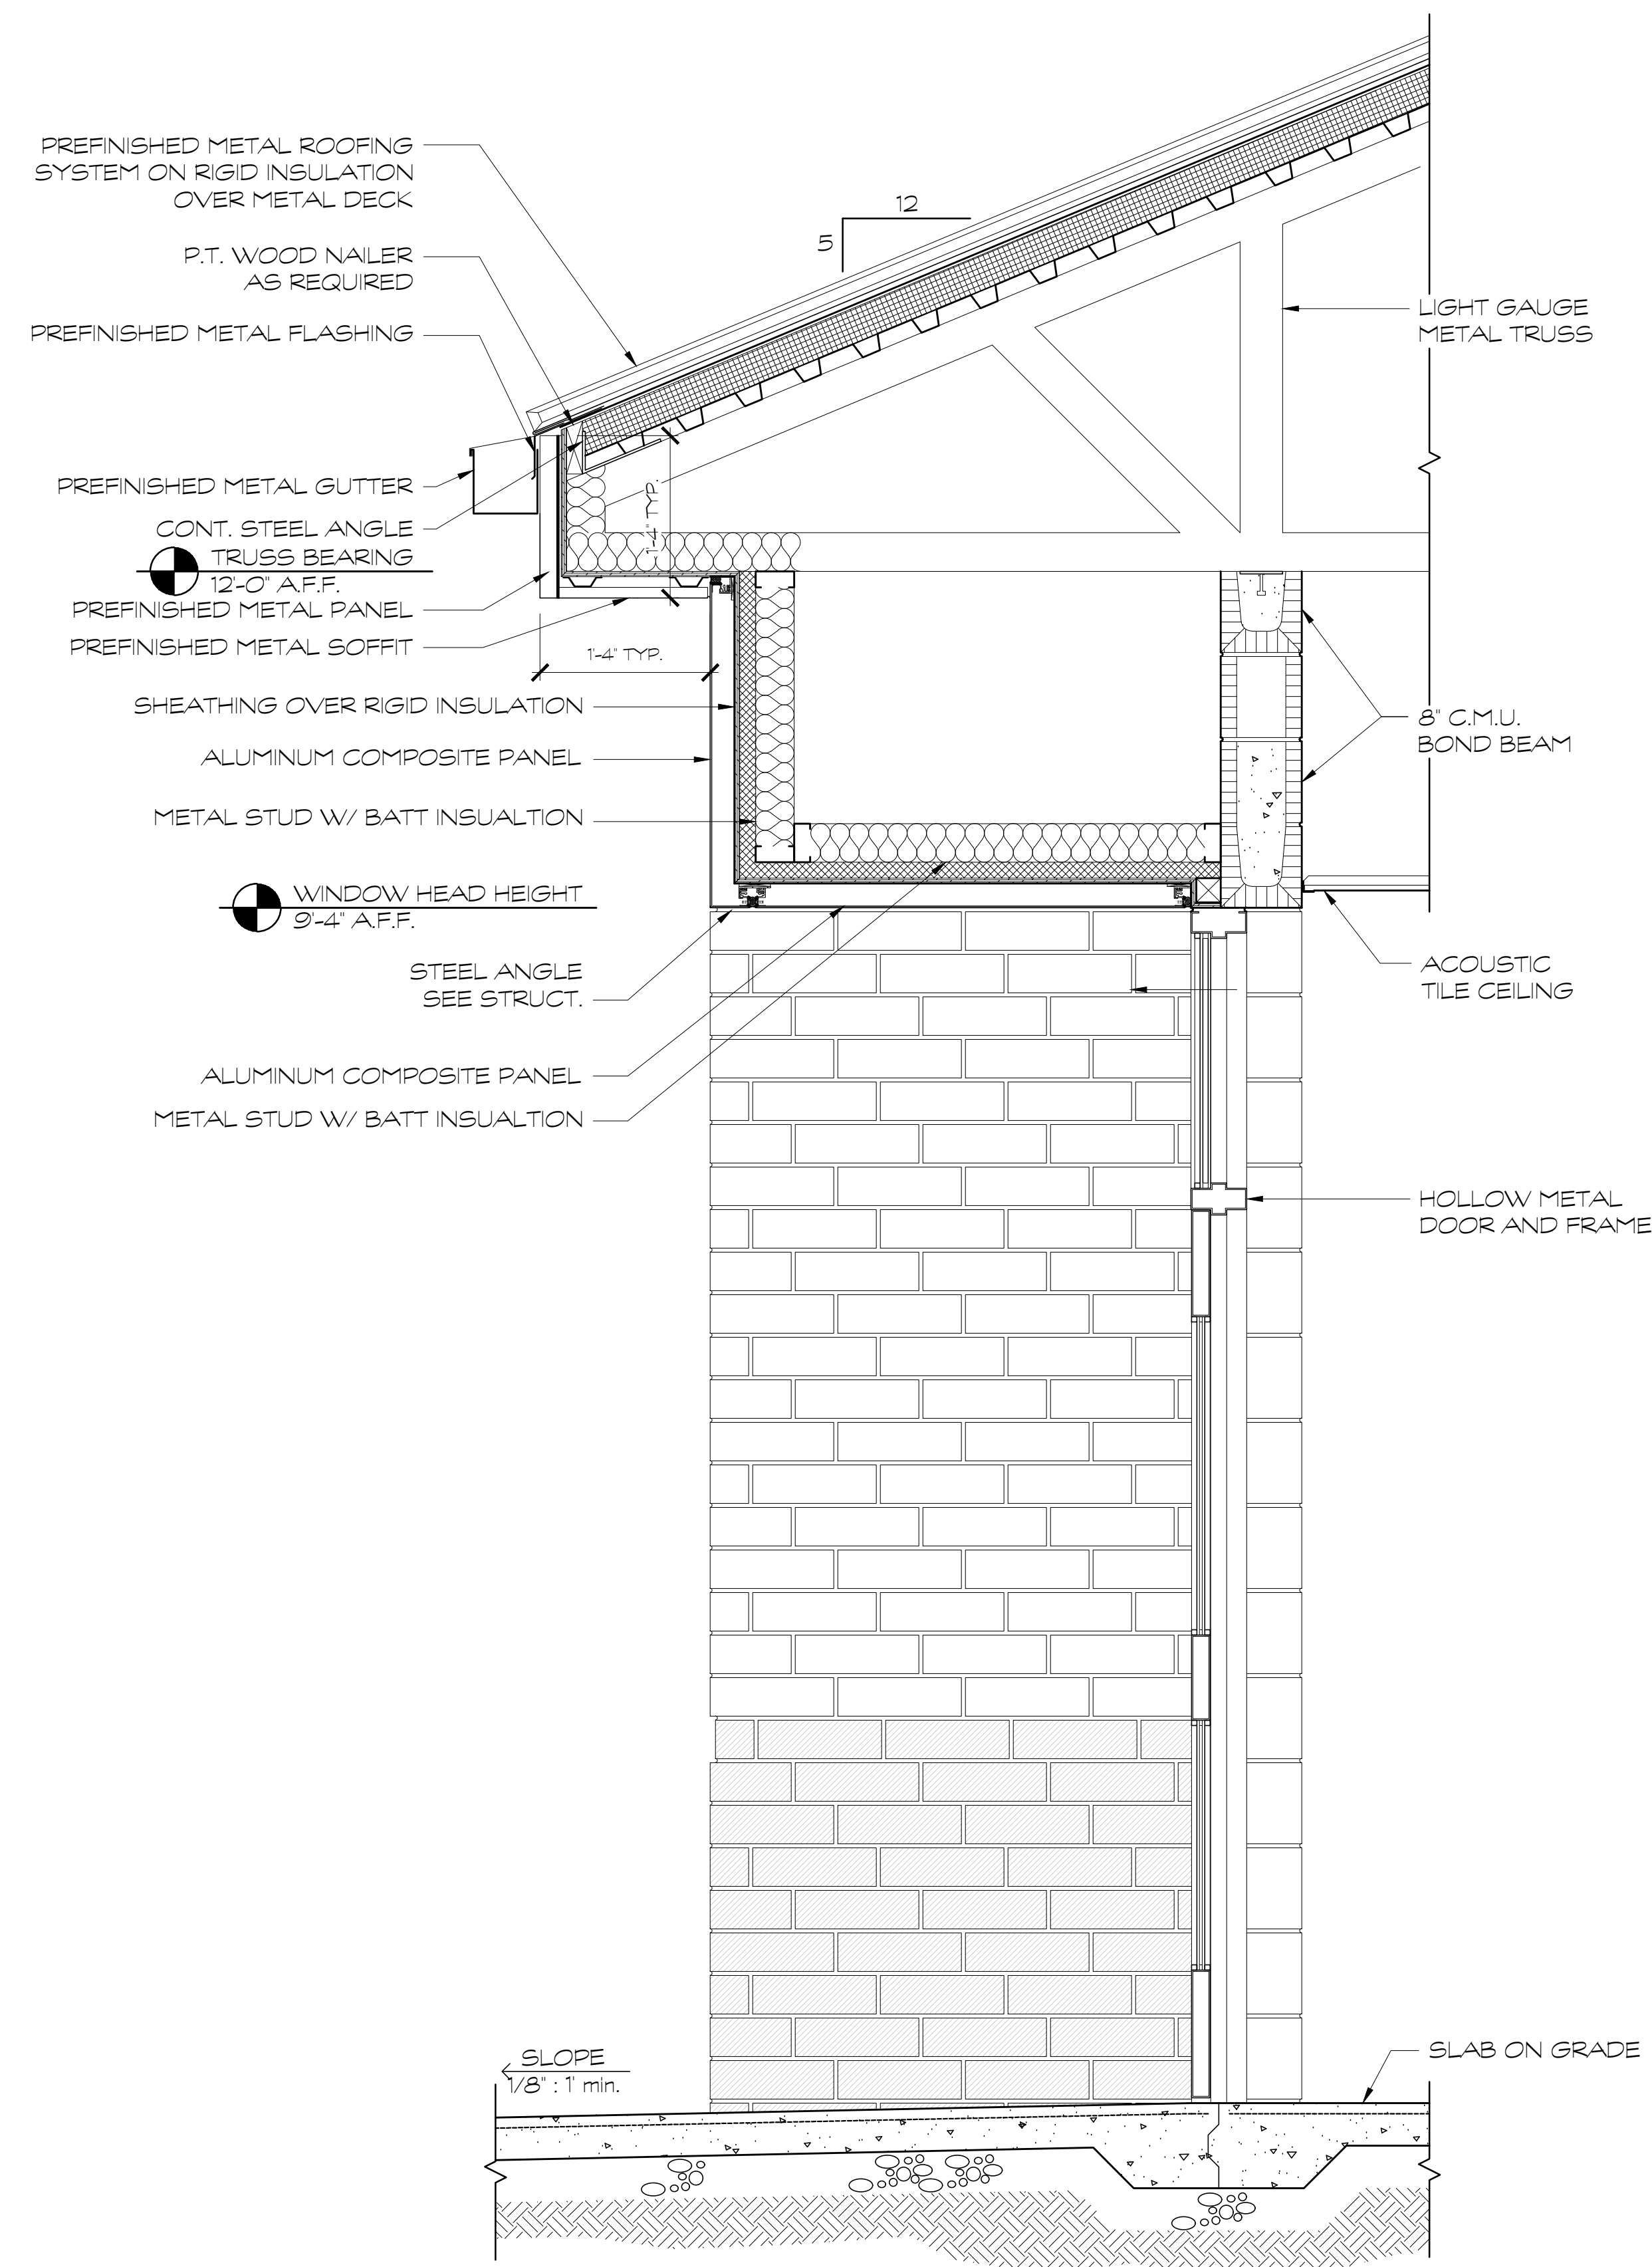 PREFINISHED METAL ROOFING
SYSTEM ON RIGID INSULATION
OVER METAL DECK
12
5
P.T. WOOD NAILER
AS REQUIRED
PREFINISHED METAL FLASHING
LIGHT GAUGE
METAL TRUSS
PREFINISHED METAL GUTTER
CONT. STEEL ANGLE
TRUSS BEARING
12'-0" A.F.F.
1'-4" TYP.
PREFINISHED METAL PANEL
PREFINISHED METAL SOFFIT
1'-4" TYP.
SHEATHING OVER RIGID INSULATION
8" C.M.U.
BOND BEAM
ALUMINUM COMPOSITE PANEL
METAL STUD W/ BATT INSUALTION
WINDOW HEAD HEIGHT
9'-4" A.F.F.
STEEL ANGLE
SEE STRUCT.
ACOUSTIC
TILE CEILING
ALUMINUM COMPOSITE PANEL
METAL STUD W/ BATT INSUALTION
HOLLOW METAL
DOOR AND FRAME
SLOPE
1/8" : 1' min.
SLAB ON GRADE